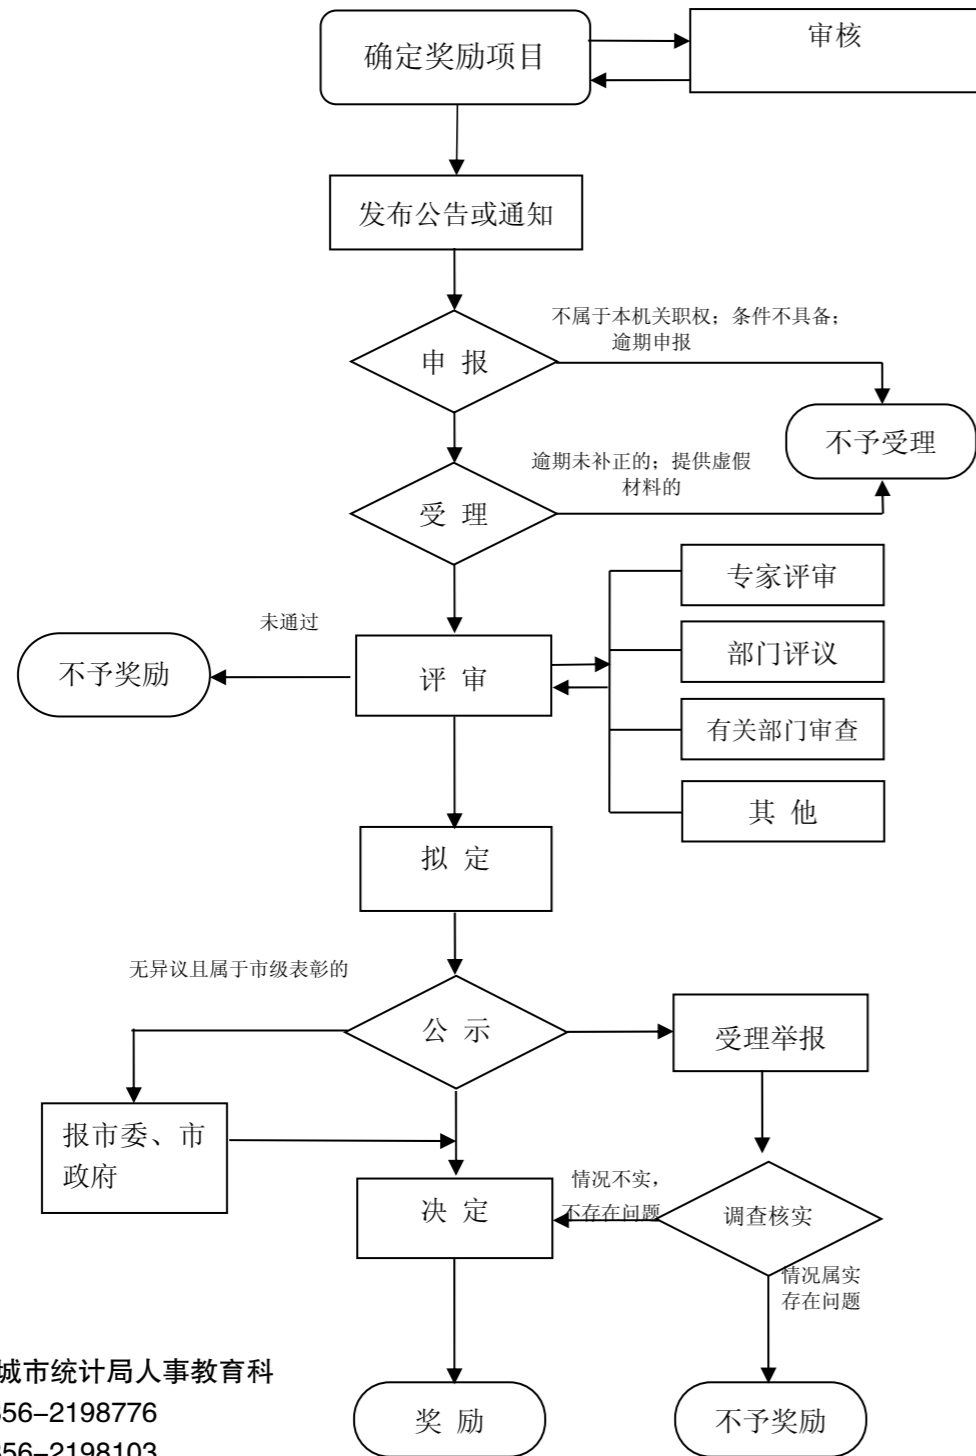 确定奖励项目
审核
发布公告或通知
不属于本机关职权；条件不具备；
逾期申报
申 报
不予受理
逾期未补正的；提供虚假
材料的
受 理
专家评审
未通过
部门评议
不予奖励
评 审
有关部门审查
其 他
拟 定
无异议且属于市级表彰的
公 示
受理举报
报市委、市
政府
情况不实，
不存在问题
决 定
调查核实
情况属实
存在问题
城市统计局人事教育科
356-2198776
奖 励
不予奖励
356-2198103